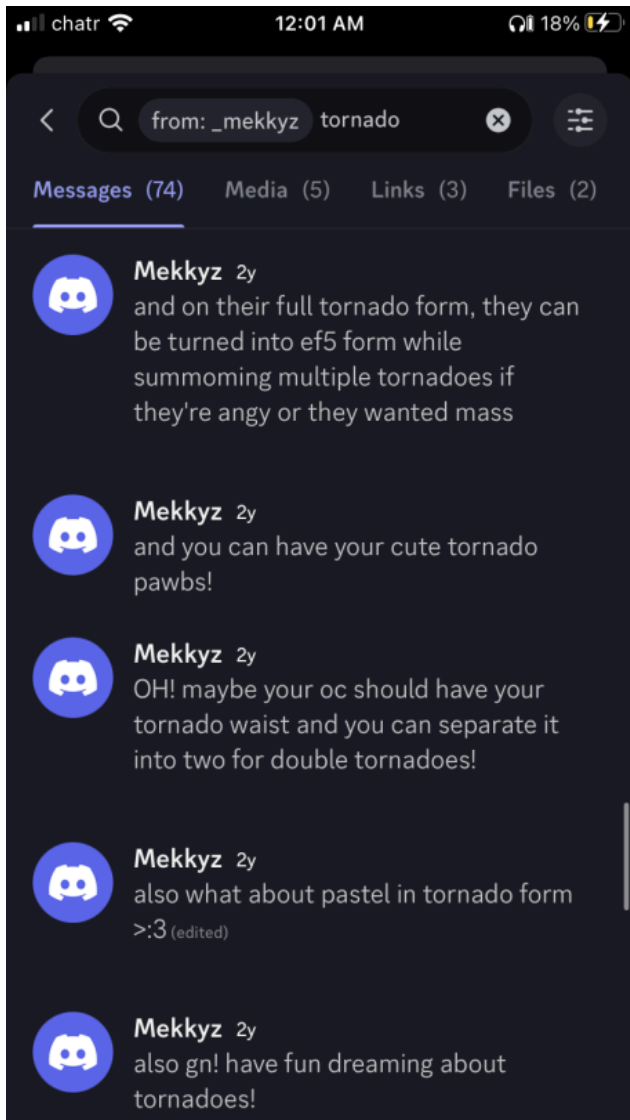 chatr 12:01 AM 18%
from: _mekkyz tornado
Messages (74) Media (5) Links (3) Files (2)
Mekkyz 2y
and on their full tornado form, they can
be turned into ef5 form while
summoming multiple tornadoes if
they're angy or they wanted mass
Mekkyz 2y
and you can have your cute tornado
pawbs!
Mekkyz 2y
OH! maybe your oc should have your
tornado waist and you can separate it
into two for double tornadoes!
Mekkyz 2y
also what about pastel in tornado form
>:3 (edited)
Mekkyz 2y
also gn! have fun dreaming about
tornadoes!